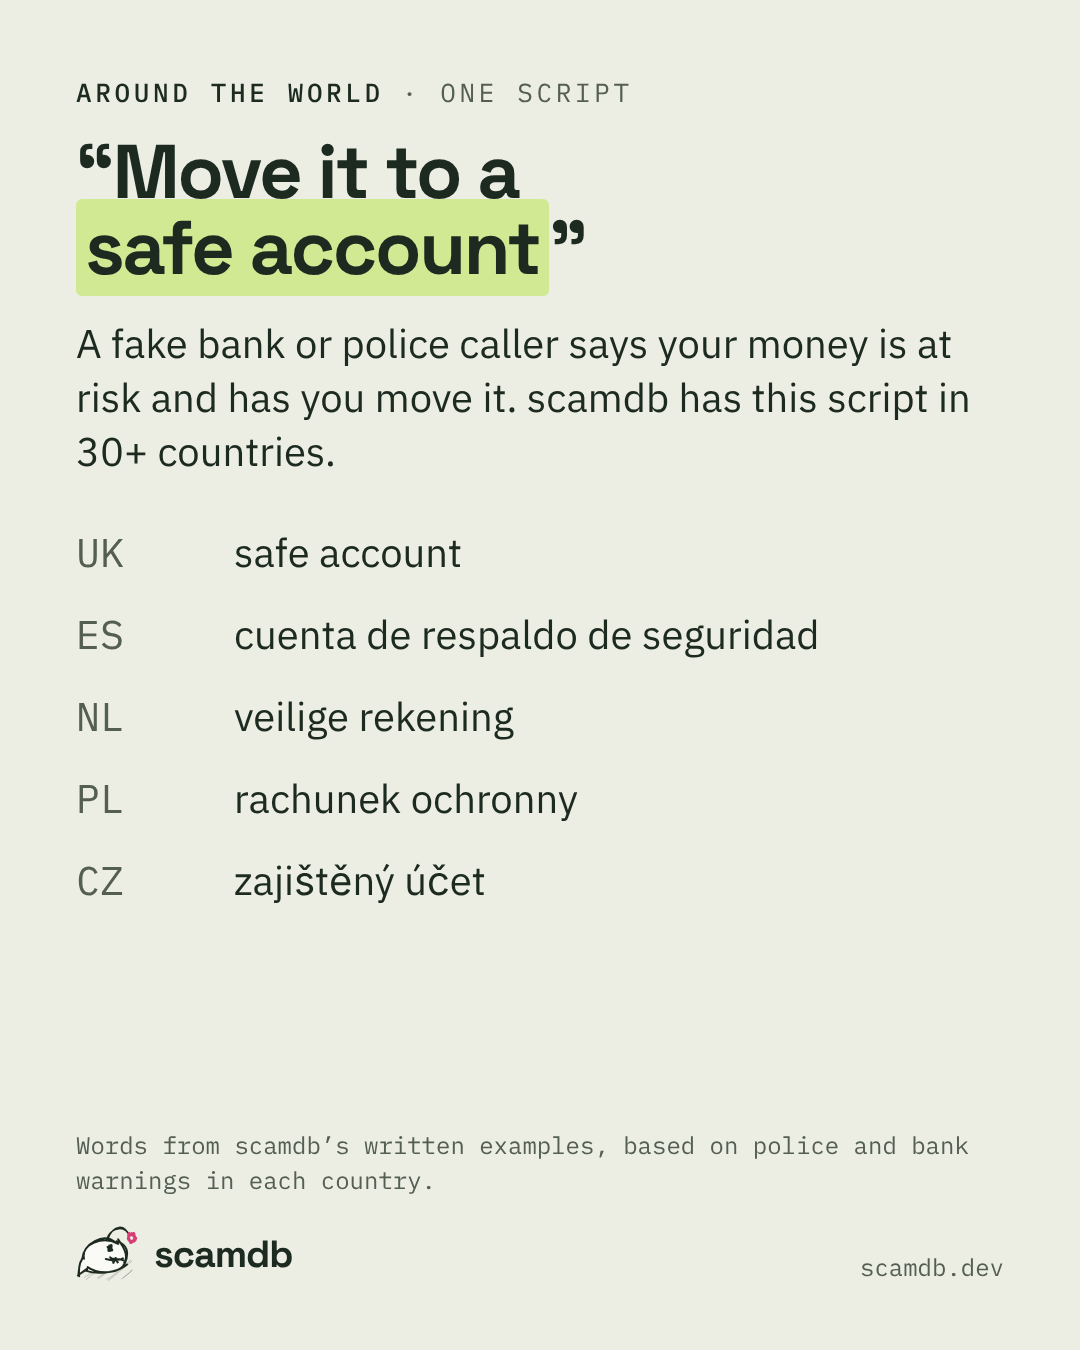 AROUND THE WORLD · ONE SCRIPT
“Move it to a
safe account”
A fake bank or police caller says your money is at
risk and has you move it. scamdb has this script in
30+ countries.
UK safe account
ES cuenta de respaldo de seguridad
NL veilige rekening
PL rachunek ochronny
CZ zajištěný účet
Words from scamdb’s written examples, based on police and bank
warnings in each country.
scamdb
scamdb.dev